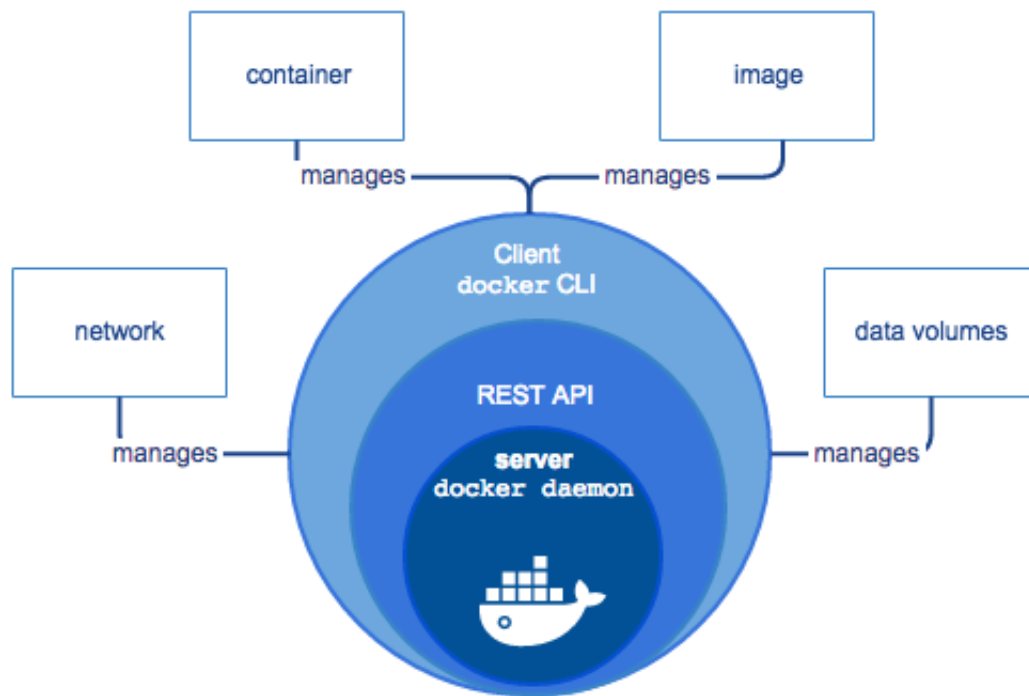 container
image
manages
manages
Client
docker CLI
network
data volumes
REST API
manages
manages
server
docker daemon